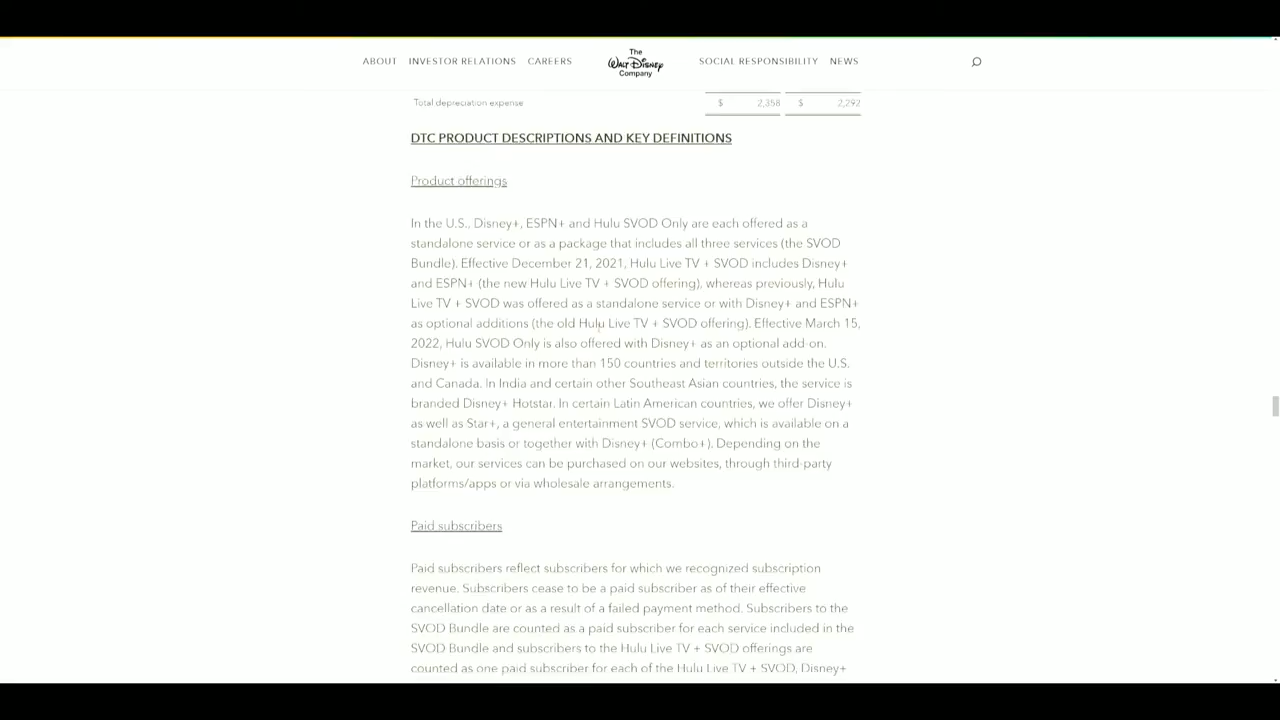 ABOUT INVESTOR RELATIONS CAREERS The Walt Disney Company SOCIAL RESPONSIBILITY NEWS
Total depreciation expense $ 2,358 $ 2,292
DTC PRODUCT DESCRIPTIONS AND KEY DEFINITIONS
Product offerings
In the U.S., Disney+, ESPN+ and Hulu SVOD Only are each offered as a
standalone service or as a package that includes all three services (the SVOD
Bundle). Effective December 21, 2021, Hulu Live TV + SVOD includes Disney+
and ESPN+ (the new Hulu Live TV + SVOD offering), whereas previously, Hulu
Live TV + SVOD was offered as a standalone service or with Disney+ and ESPN+
as optional additions (the old Hulu Live TV + SVOD offering). Effective March 15,
2022, Hulu SVOD Only is also offered with Disney+ as an optional add-on.
Disney+ is available in more than 150 countries and territories outside the U.S.
and Canada. In India and certain other Southeast Asian countries, the service is
branded Disney+ Hotstar. In certain Latin American countries, we offer Disney+
as well as Star+, a general entertainment SVOD service, which is available on a
standalone basis or together with Disney+ (Combo+). Depending on the
market, our services can be purchased on our websites, through third-party
platforms/apps or via wholesale arrangements.
Paid subscribers
Paid subscribers reflect subscribers for which we recognized subscription
revenue. Subscribers cease to be a paid subscriber as of their effective
cancellation date or as a result of a failed payment method. Subscribers to the
SVOD Bundle are counted as a paid subscriber for each service included in the
SVOD Bundle and subscribers to the Hulu Live TV + SVOD offerings are
counted as one paid subscriber for each of the Hulu Live TV + SVOD, Disney+